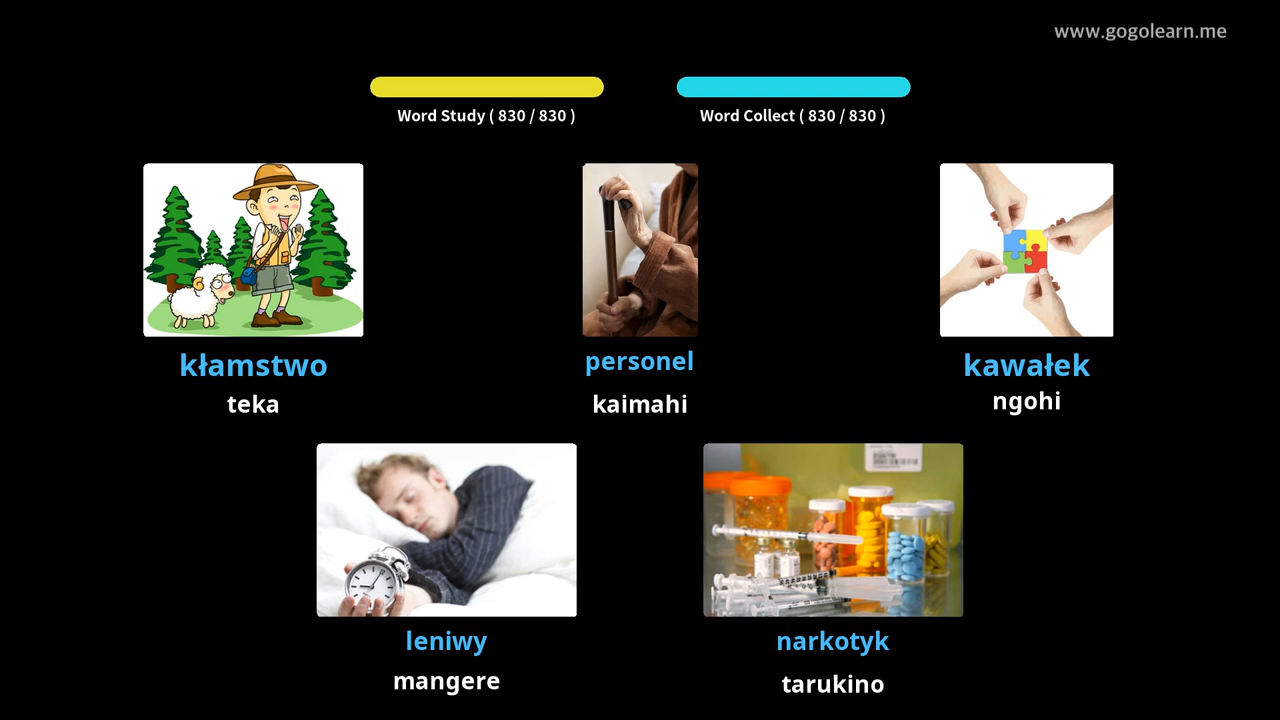 www.gogolearn.me
Word Study ( 830 / 830 )
Word Collect ( 830 / 830 )
kłamstwo
teka
personel
kaimahi
kawałek
ngohi
leniwy
mangere
narkotyk
tarukino